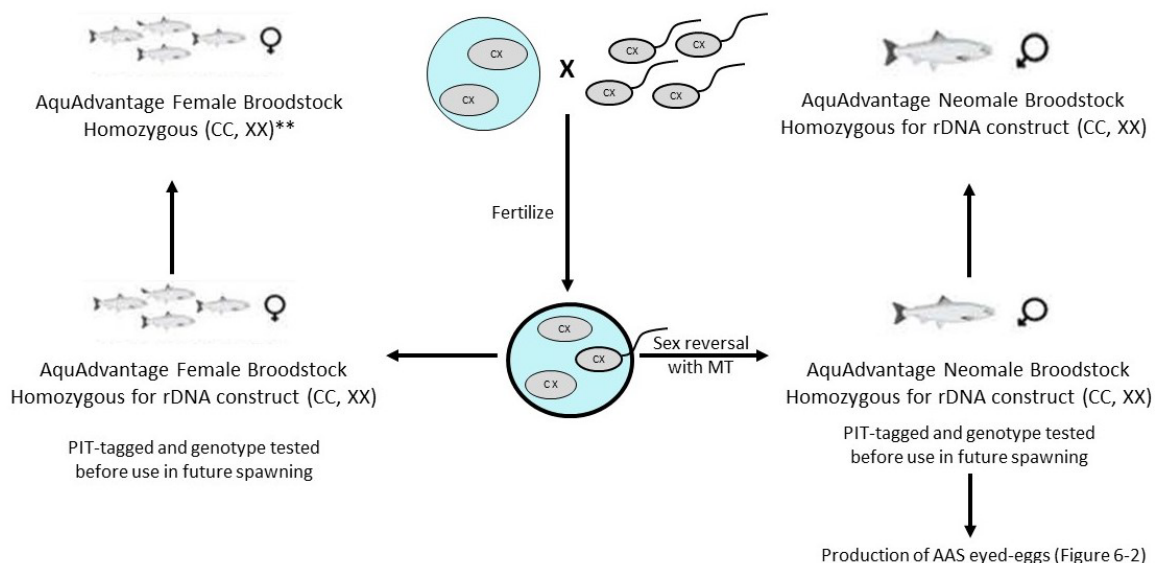 CX
CX
X
CX
CX
CX
CX
AquAdvantage Female Broodstock
Homozygous (CC, XX)**
AquAdvantage Neomale Broodstock
Homozygous for rDNA construct (CC, XX)
Fertilize
CX
CX
CX
Sex reversal
with MT
AquAdvantage Female Broodstock
Homozygous for rDNA construct (CC, XX)
PIT-tagged and genotype tested
before use in future spawning
AquAdvantage Neomale Broodstock
Homozygous for rDNA construct (CC, XX)
PIT-tagged and genotype tested
before use in future spawning
Production of AAS eyed-eggs (Figure 6-2)